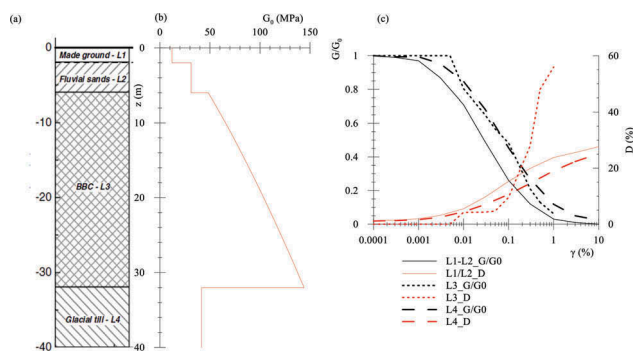 (a)
0
-10
-20
-30
-40
Made ground - L1
Fluvial sands - L2
BBC - L3
Glacial till - L4
(b)
G₀ (MPa)
0 50 100 150
z (m)
0
10
20
30
40
(c)
G/G₀
1
0.8
0.6
0.4
0.2
0
D (%)
60
40
20
0
0.0001 0.001 0.01 0.1 1 10
γ (%)
L1-L2_G/G0
L1/L2_D
L3_G/G0
L3_D
L4_G/G0
L4_D